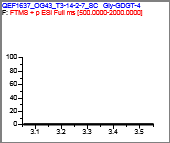 QEF1637_OG43_T3-14-2-7_SC Gly-GDGT-4
F: FTMS + p ESI Full ms [500.0000-2000.0000]
100
80
60
40
20
0
3.1 3.2 3.3 3.4 3.5